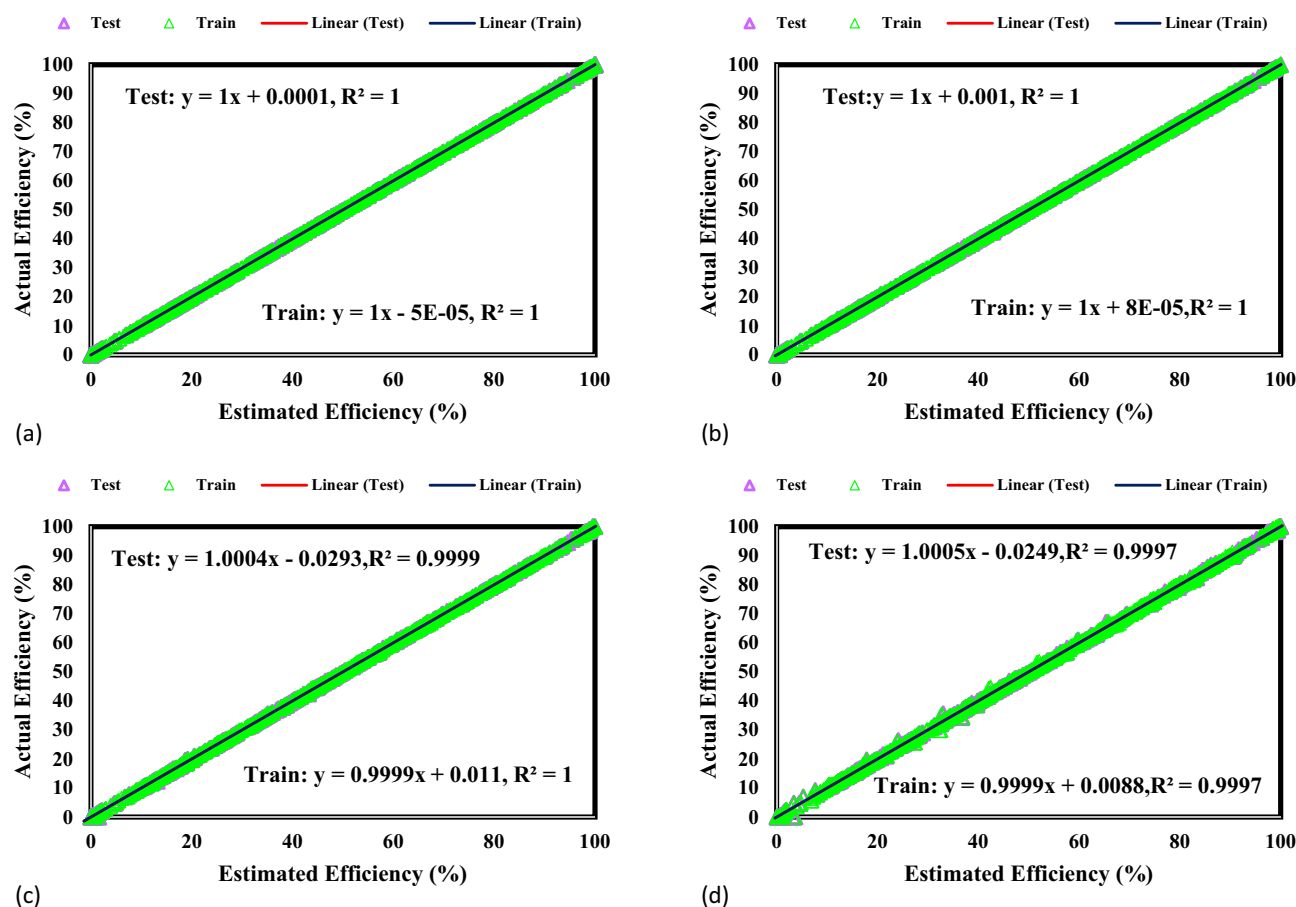 Test Train Linear (Test) Linear (Train)
100
90
80
70
60
50
40
30
20
10
0
Actual Efficiency (%)
Test: y = 1x + 0.0001, R² = 1
Train: y = 1x - 5E-05, R² = 1
0 20 40 60 80 100
Estimated Efficiency (%)
(a)
Test Train Linear (Test) Linear (Train)
100
90
80
70
60
50
40
30
20
10
0
Actual Efficiency (%)
Test:y = 1x + 0.001, R² = 1
Train: y = 1x + 8E-05,R² = 1
0 20 40 60 80 100
Estimated Efficiency (%)
(b)
Test Train Linear (Test) Linear (Train)
100
90
80
70
60
50
40
30
20
10
0
Actual Efficiency (%)
Test: y = 1.0004x - 0.0293,R² = 0.9999
Train: y = 0.9999x + 0.011, R² = 1
0 20 40 60 80 100
Estimated Efficiency (%)
(c)
Test Train Linear (Test) Linear (Train)
100
90
80
70
60
50
40
30
20
10
0
Actual Efficiency (%)
Test: y = 1.0005x - 0.0249,R² = 0.9997
Train: y = 0.9999x + 0.0088,R² = 0.9997
0 20 40 60 80 100
Estimated Efficiency (%)
(d)